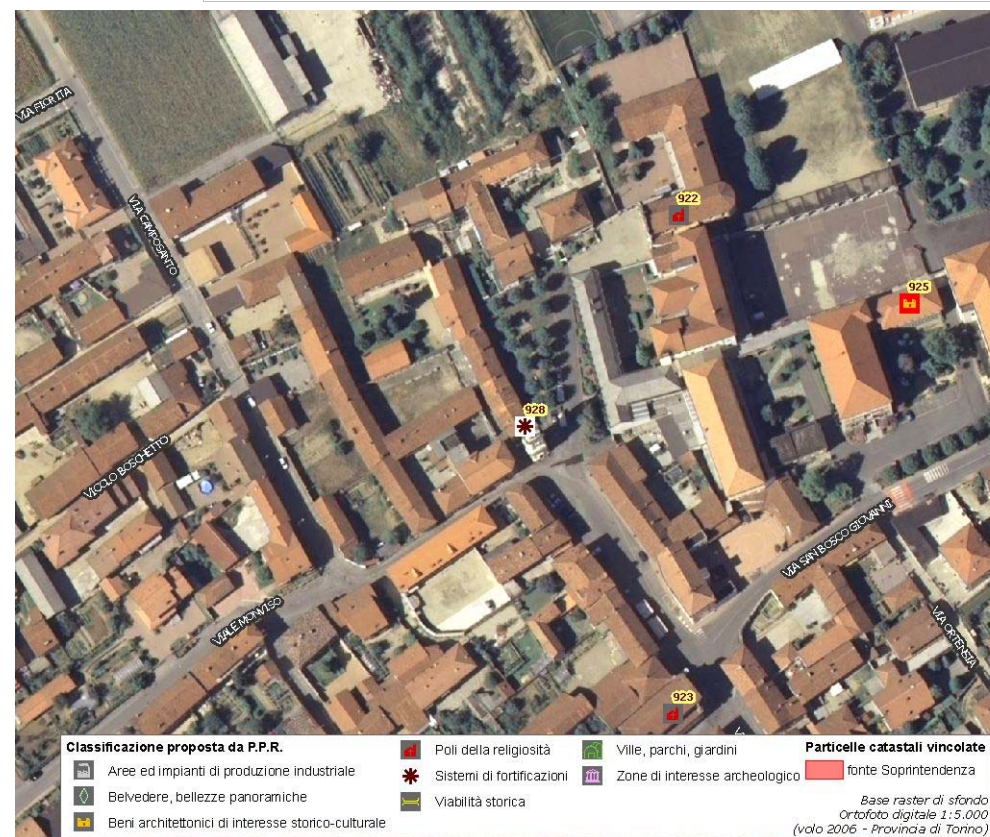 VIA FIORITA
VIA CAMPOSANTO
922
925
928
VICOLO BOSCHETTO
VIA SAN BOSCO GIOVANNI
VIALE MONVISO
VIA ORTENSIA
923
Classificazione proposta da P.P.R.
Aree ed impianti di produzione industriale
Belvedere, bellezze panoramiche
Beni architettonici di interesse storico-culturale
Poli della religiosità
Sistemi di fortificazioni
Viabilità storica
Ville, parchi, giardini
Zone di interesse archeologico
Particelle catastali vincolate
fonte Soprintendenza
Base raster di sfondo
Ortofoto digitale 1:5.000
(volo 2006 - Provincia di Torino)